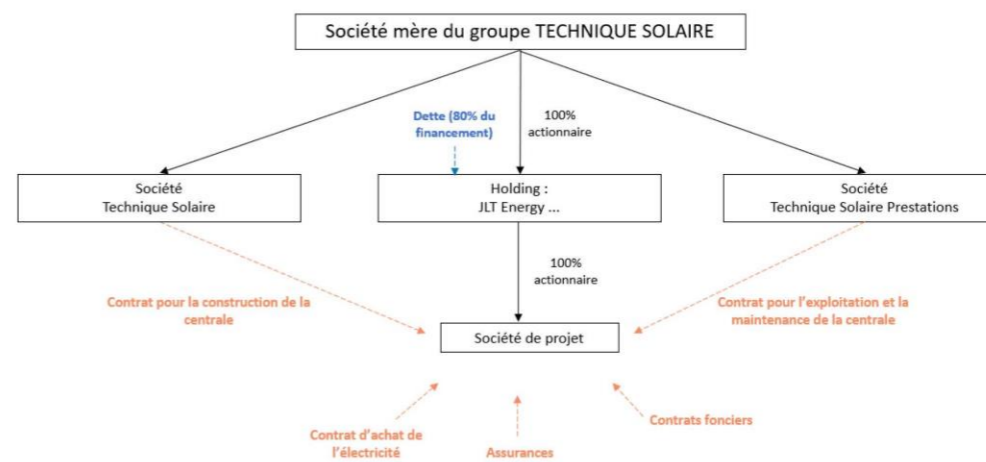 Société mère du groupe TECHNIQUE SOLAIRE
Dette (80% du
financement)
100%
actionnaire
Société
Technique Solaire
Holding :
JLT Energy ...
Société
Technique Solaire Prestations
100%
actionnaire
Contrat pour la construction de la
centrale
Contrat pour l’exploitation et la
maintenance de la centrale
Société de projet
Contrat d’achat de
l’électricité
Assurances
Contrats fonciers